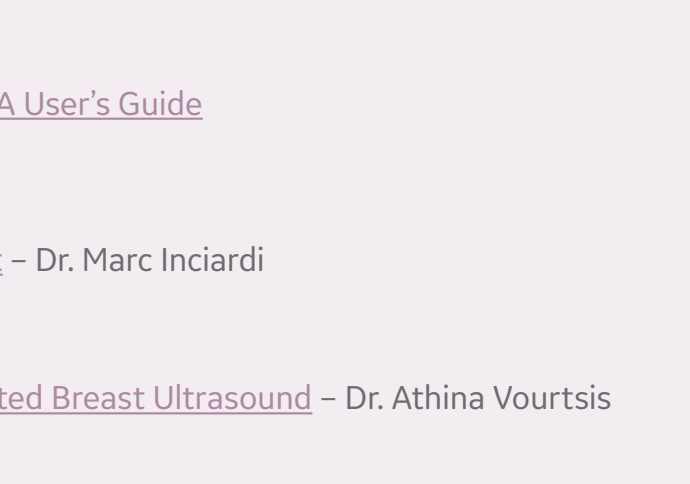 A User’s Guide
– Dr. Marc Inciardi
ted Breast Ultrasound – Dr. Athina Vourtsis